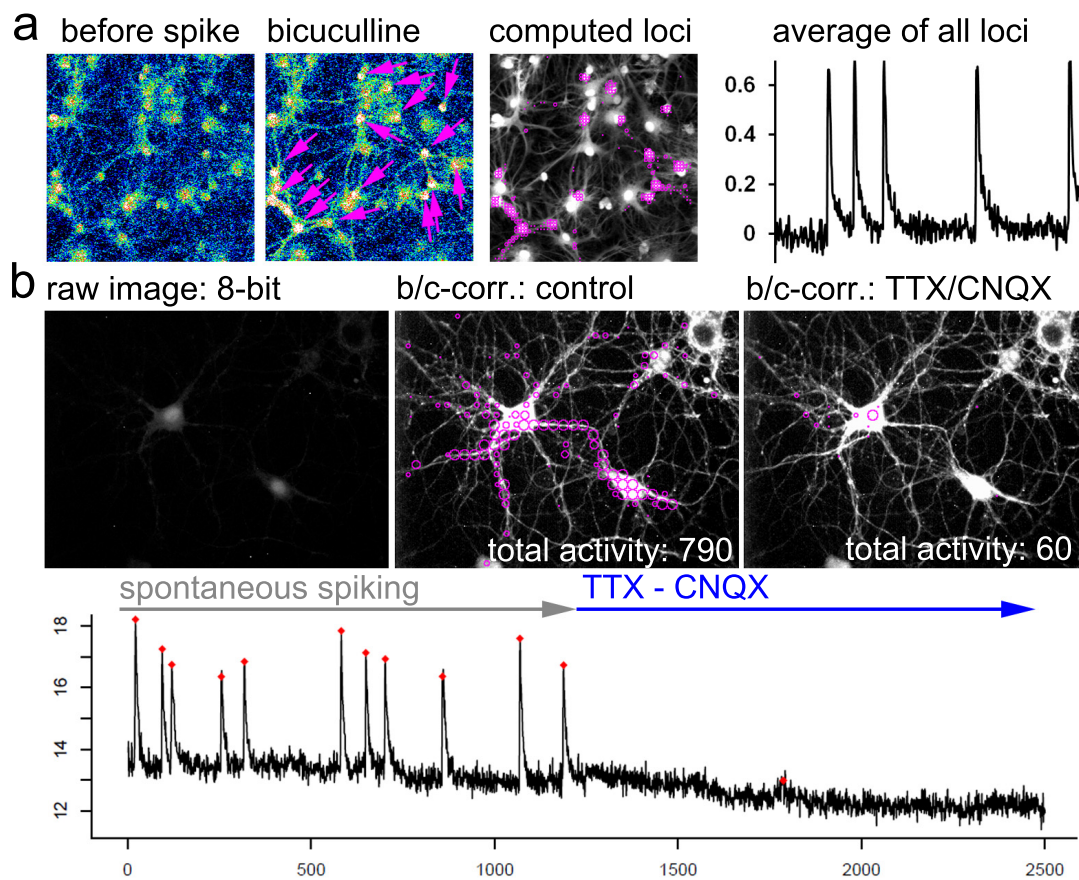 a
before spike bicuculline computed loci average of all loci
0.6
0.4
0.2
0
b
raw image: 8-bit b/c-corr.: control b/c-corr.: TTX/CNQX
total activity: 790 total activity: 60
spontaneous spiking TTX - CNQX
18
16
14
12
0 500 1000 1500 2000 2500